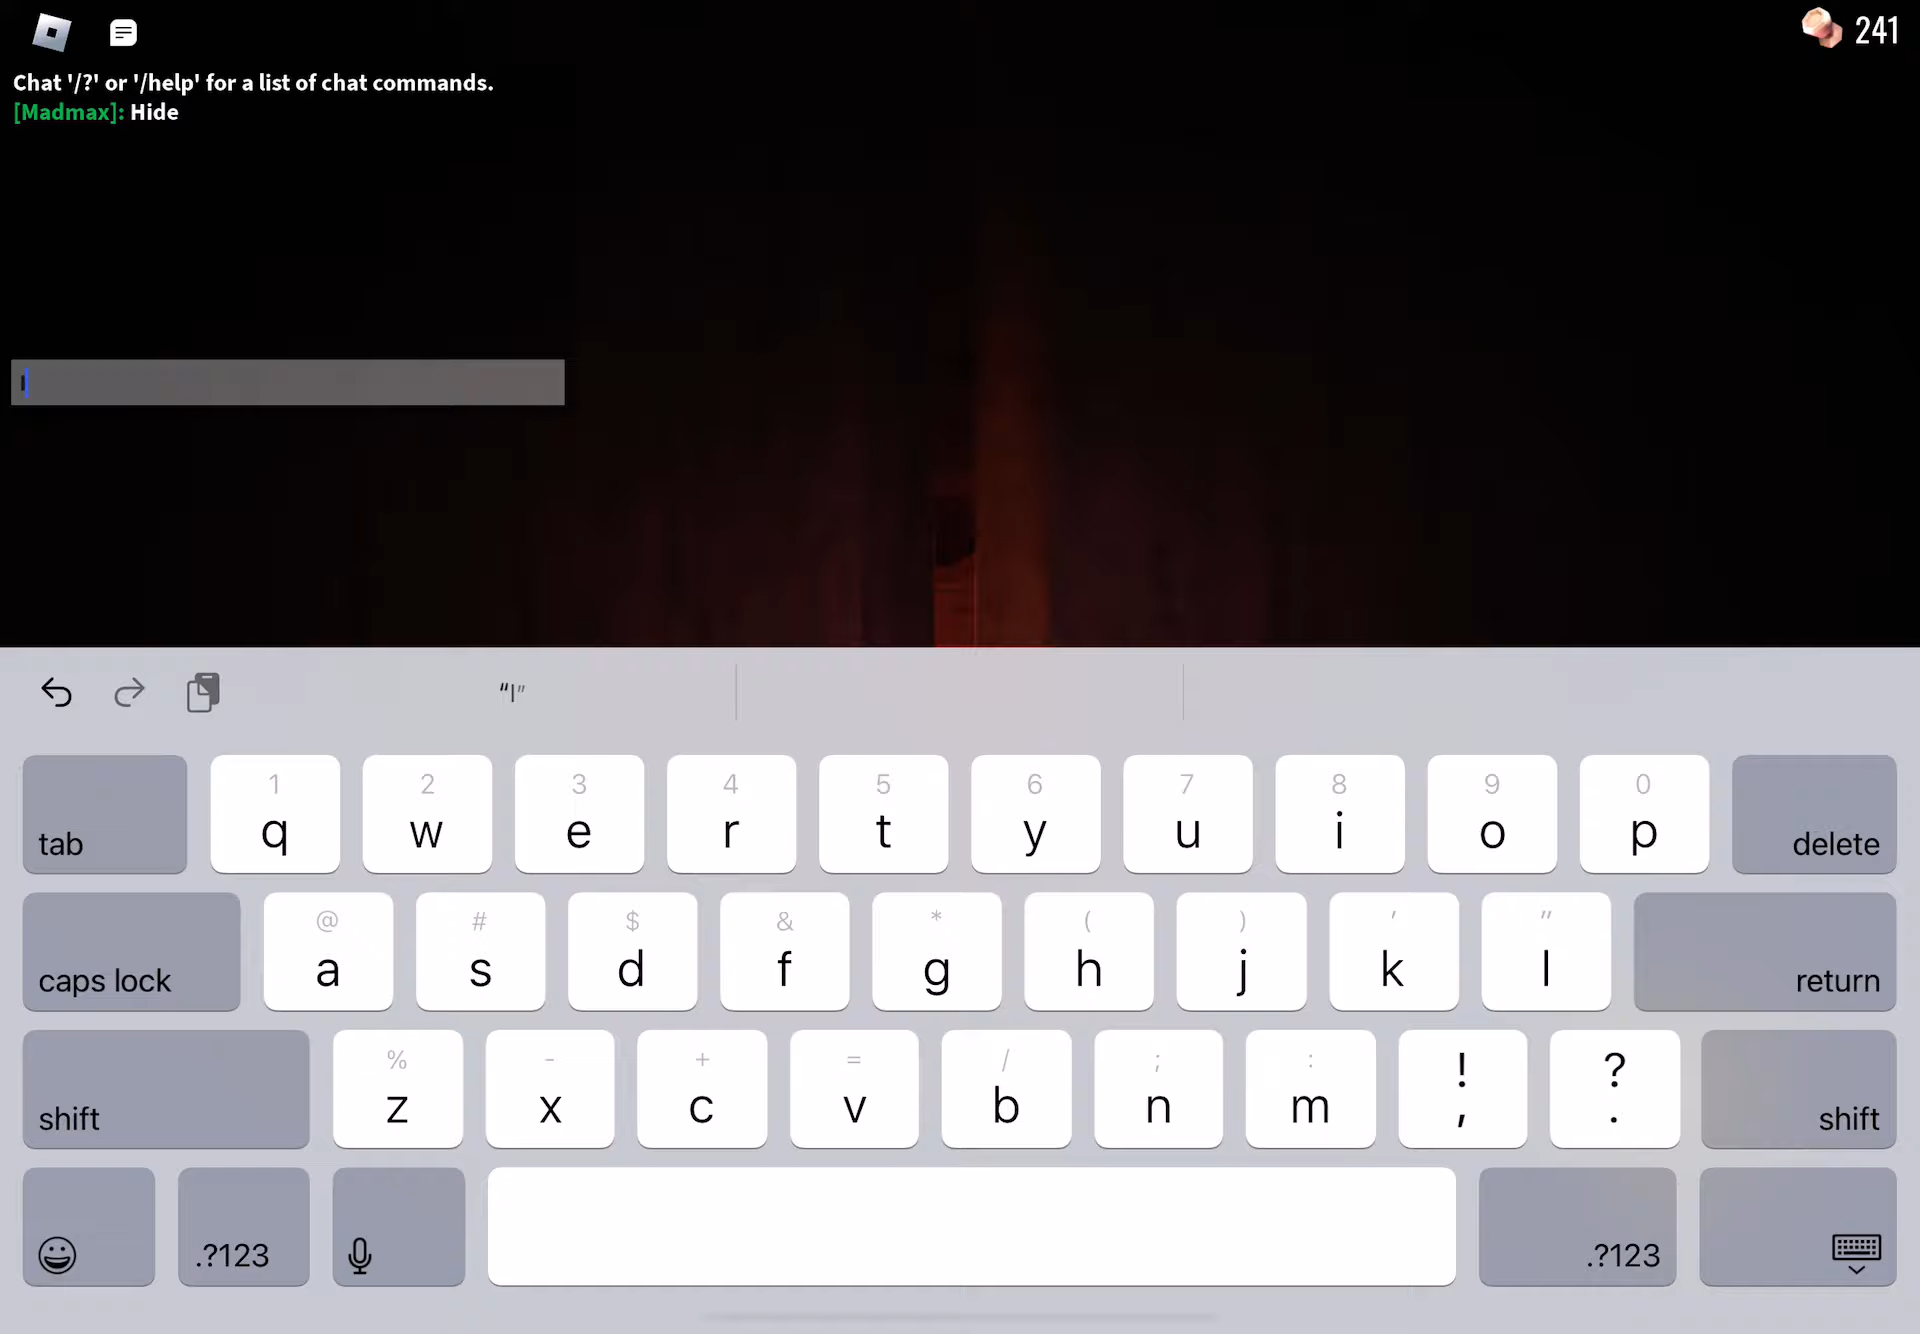 241
Chat '/?' or '/help' for a list of chat commands.
[Madmax]: Hide
I
“I”
tab
1 2 3 4 5 6 7 8 9 0
q w e r t y u i o p
delete
caps lock
@ # $ & * ( ) ' "
a s d f g h j k l
return
shift
% - + = / ; : ! ?
z x c v b n m , .
shift
.?123
.?123